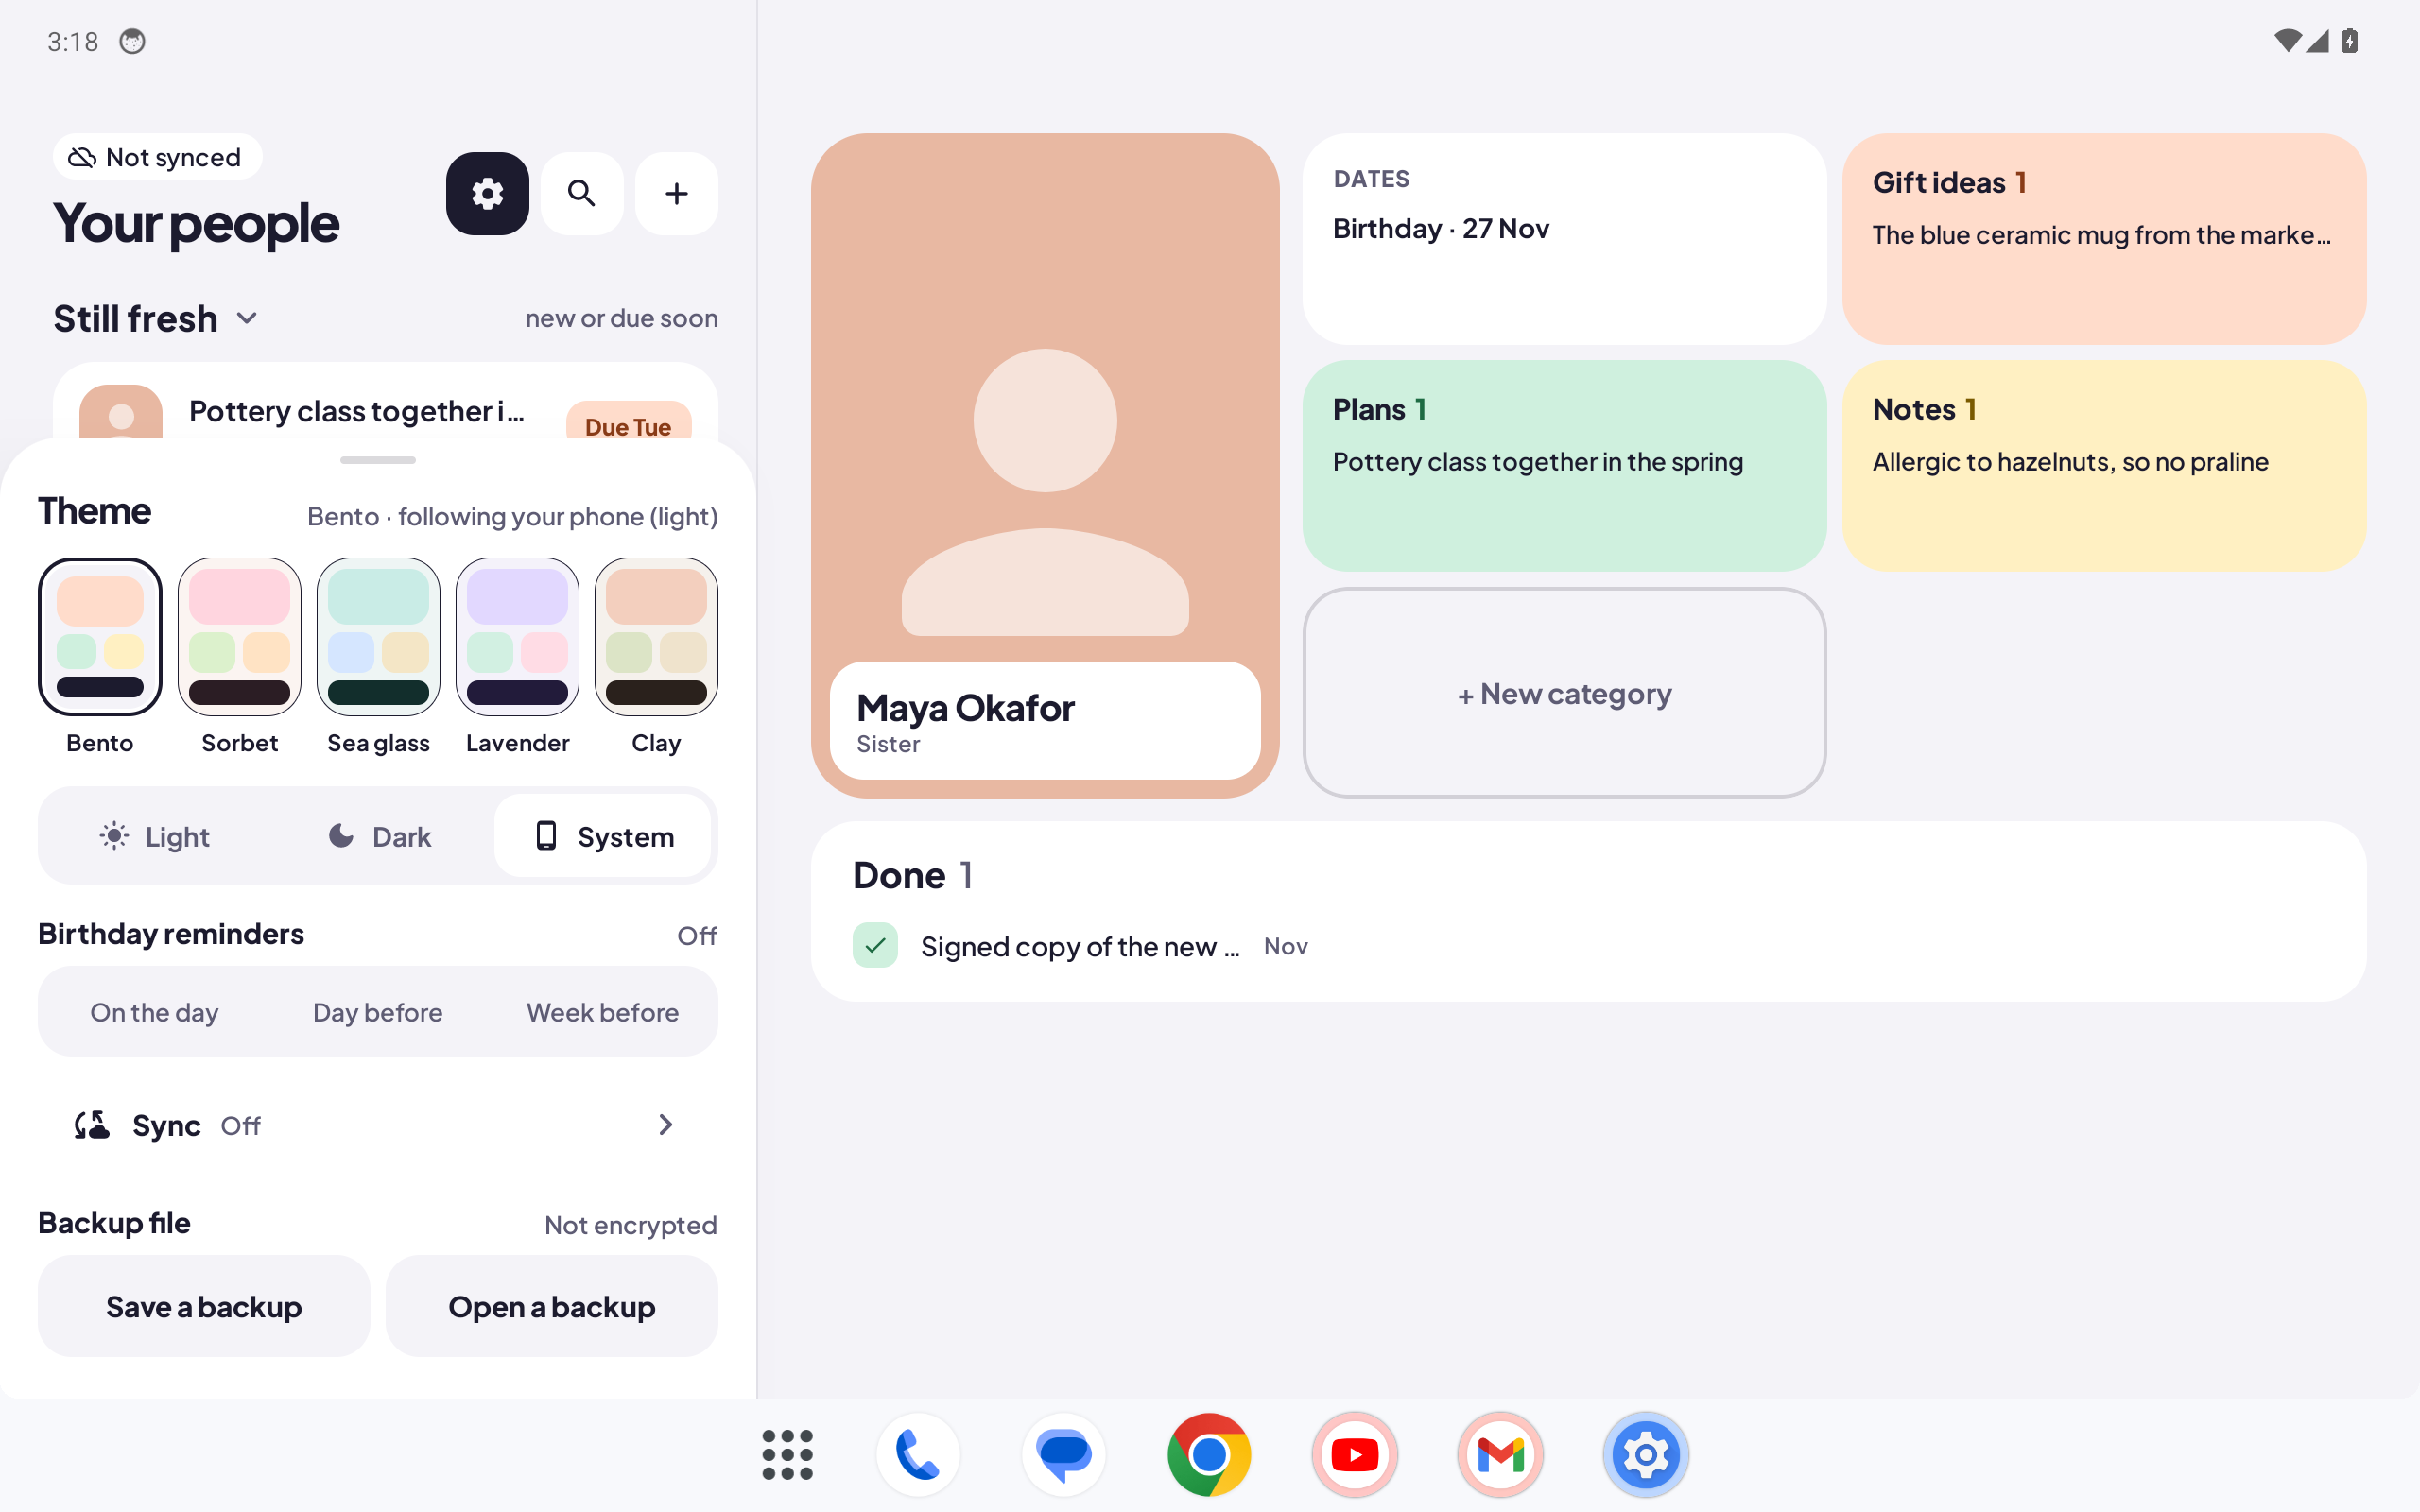 3:18
Not synced
Your people
Still fresh
new or due soon
Pottery class together i...
Due Tue
Theme
Bento · following your phone (light)
Bento
Sorbet
Sea glass
Lavender
Clay
Light
Dark
System
Birthday reminders
Off
On the day
Day before
Week before
Sync
Off
Backup file
Not encrypted
Save a backup
Open a backup
Maya Okafor
Sister
DATES
Birthday · 27 Nov
Gift ideas 1
The blue ceramic mug from the marke...
Plans 1
Pottery class together in the spring
Notes 1
Allergic to hazelnuts, so no praline
+ New category
Done 1
Signed copy of the new ...
Nov